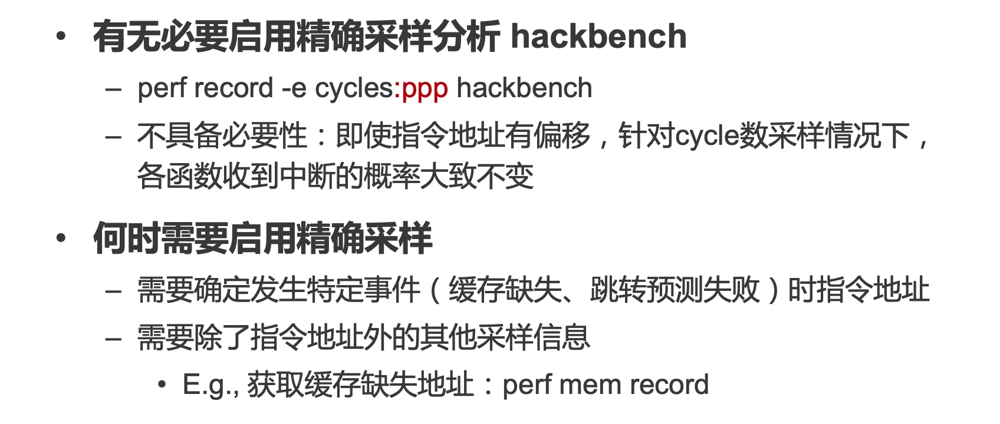 • 有无必要启用精确采样分析 hackbench
– perf record -e cycles:ppp hackbench
– 不具备必要性：即使指令地址有偏移，针对cycle数采样情况下，
各函数收到中断的概率大致不变
• 何时需要启用精确采样
– 需要确定发生特定事件（缓存缺失、跳转预测失败）时指令地址
– 需要除了指令地址外的其他采样信息
• E.g., 获取缓存缺失地址：perf mem record